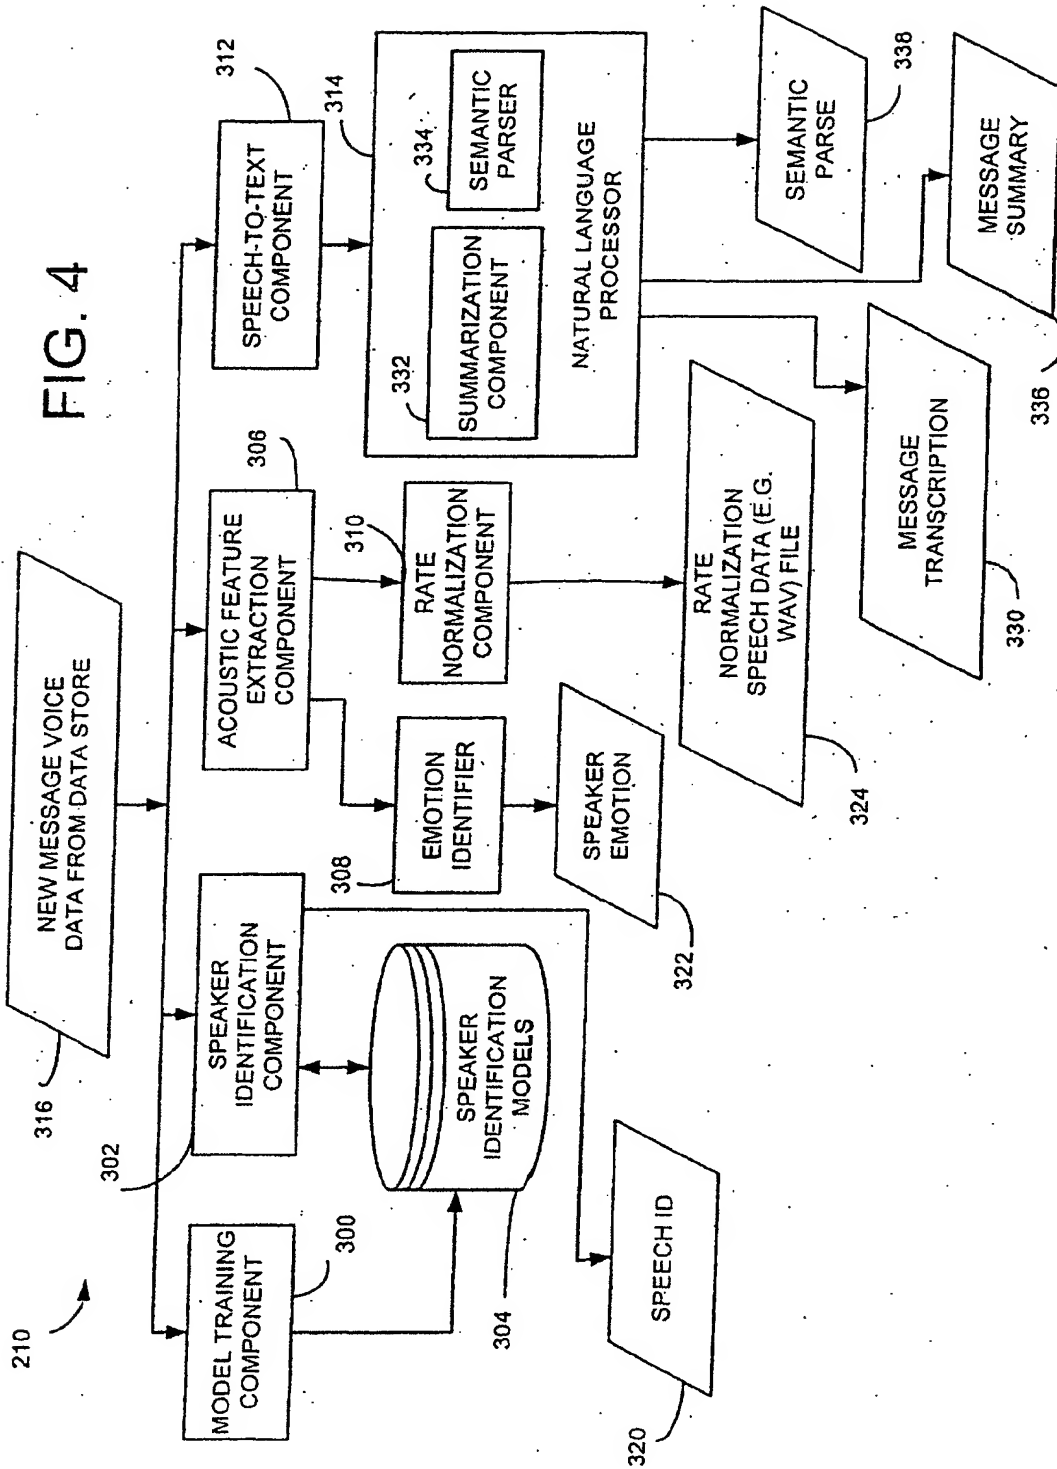 FIG. 4
210
316
NEW MESSAGE VOICE
DATA FROM DATA STORE
MODEL TRAINING
COMPONENT
300
302
SPEAKER
IDENTIFICATION
COMPONENT
ACOUSTIC FEATURE
EXTRACTION
COMPONENT
306
SPEECH-TO-TEXT
COMPONENT
312
SPEAKER
IDENTIFICATION
MODELS
304
308
EMOTION
IDENTIFIER
310
RATE
NORMALIZATION
COMPONENT
314
332
SUMMARIZATION
COMPONENT
334
SEMANTIC
PARSER
NATURAL LANGUAGE
PROCESSOR
SPEECH ID
320
SPEAKER
EMOTION
322
RATE
NORMALIZATION
SPEECH DATA (E.G.
WAV) FILE
324
MESSAGE
TRANSCRIPTION
330
SEMANTIC
PARSE
338
MESSAGE
SUMMARY
336